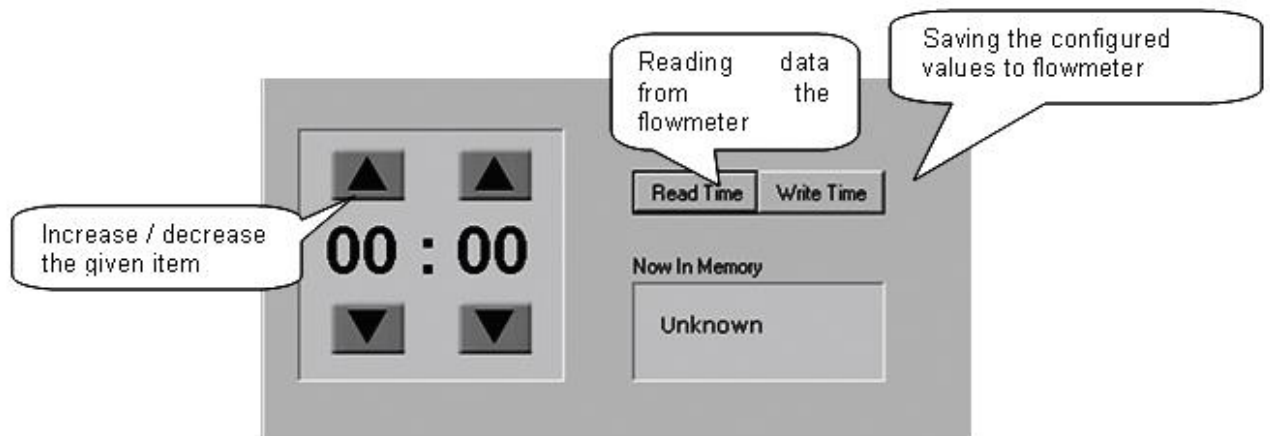 Saving the configured
values to flowmeter
Reading data
from the
flowmeter
Read Time
Write Time
Increase / decrease
the given item
00 : 00
Now In Memory
Unknown